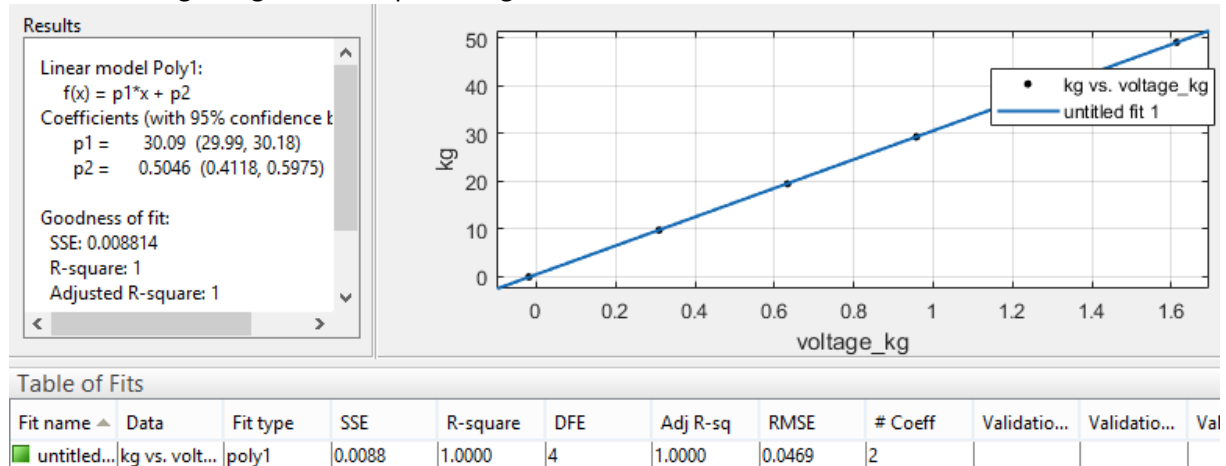 Results
Linear model Poly1:
f(x) = p1*x + p2
Coefficients (with 95% confidence b
p1 = 30.09 (29.99, 30.18)
p2 = 0.5046 (0.4118, 0.5975)
Goodness of fit:
SSE: 0.008814
R-square: 1
Adjusted R-square: 1
50
40
30
20
10
0
kg
kg vs. voltage_kg
untitled fit 1
0 0.2 0.4 0.6 0.8 1 1.2 1.4 1.6
voltage_kg
Table of Fits
Fit name Data Fit type SSE R-square DFE Adj R-sq RMSE # Coeff Validatio... Validatio... Val
untitled... kg vs. volt... poly1 0.0088 1.0000 4 1.0000 0.0469 2